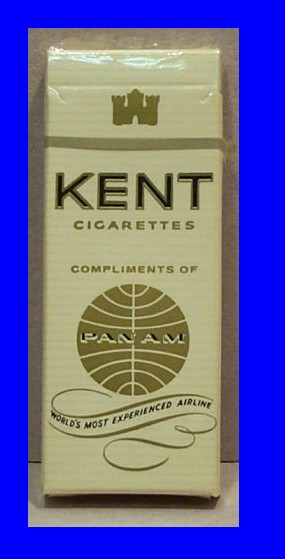 KENT
CIGARETTES
COMPLIMENTS OF
PAN AM
WORLD'S MOST EXPERIENCED AIRLINE